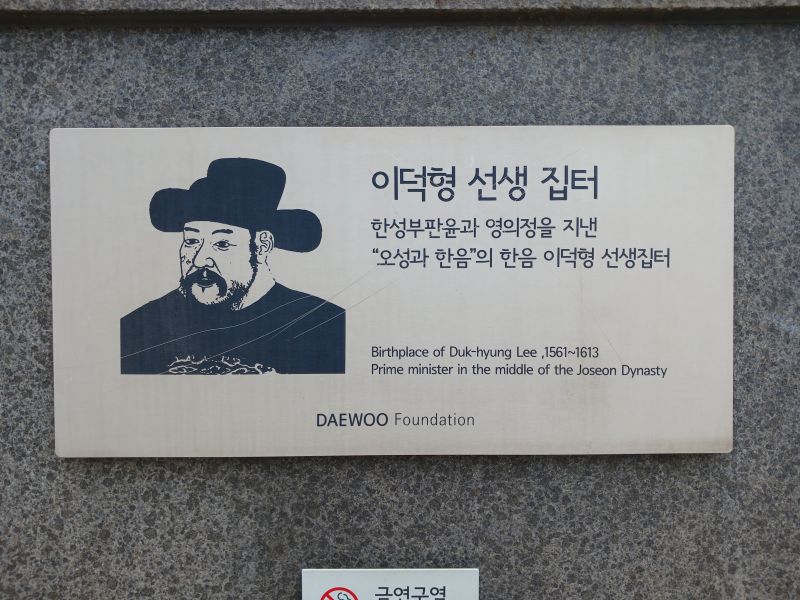 이덕형 선생 집터
한성부판윤과 영의정을 지낸
“오성과 한음”의 한음 이덕형 선생집터
Birthplace of Duk-hyung Lee ,1561~1613
Prime minister in the middle of the Joseon Dynasty
DAEWOO Foundation
금연구역